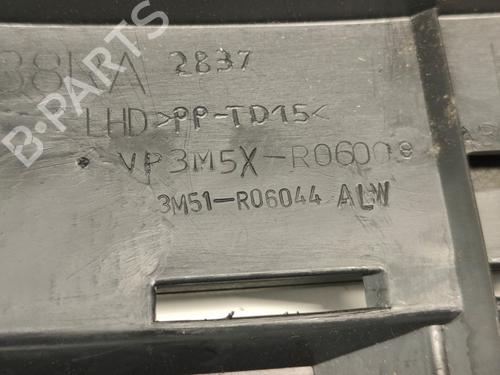 2837
LHD >PP-TD15<
VP3M5X-R06009
3M51-R06044 ALW
B-PARTS